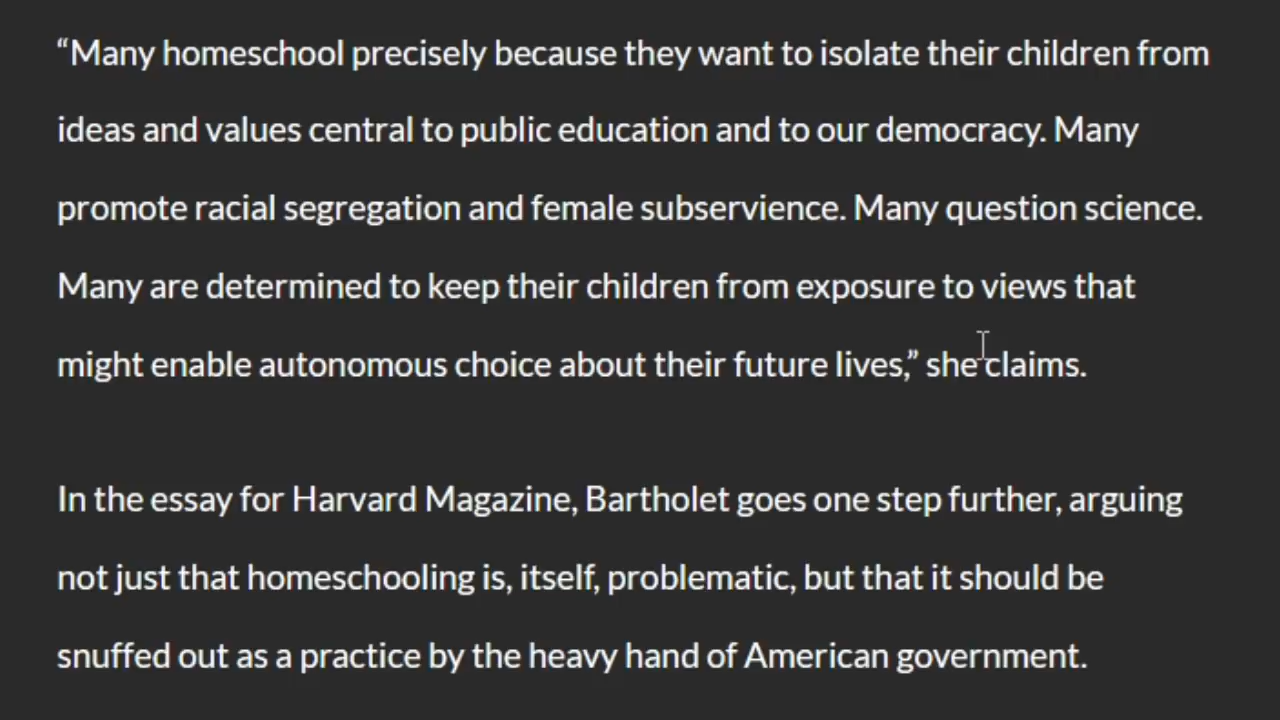 “Many homeschool precisely because they want to isolate their children from
ideas and values central to public education and to our democracy. Many
promote racial segregation and female subservience. Many question science.
Many are determined to keep their children from exposure to views that
might enable autonomous choice about their future lives,” she claims.
In the essay for Harvard Magazine, Bartholet goes one step further, arguing
not just that homeschooling is, itself, problematic, but that it should be
snuffed out as a practice by the heavy hand of American government.